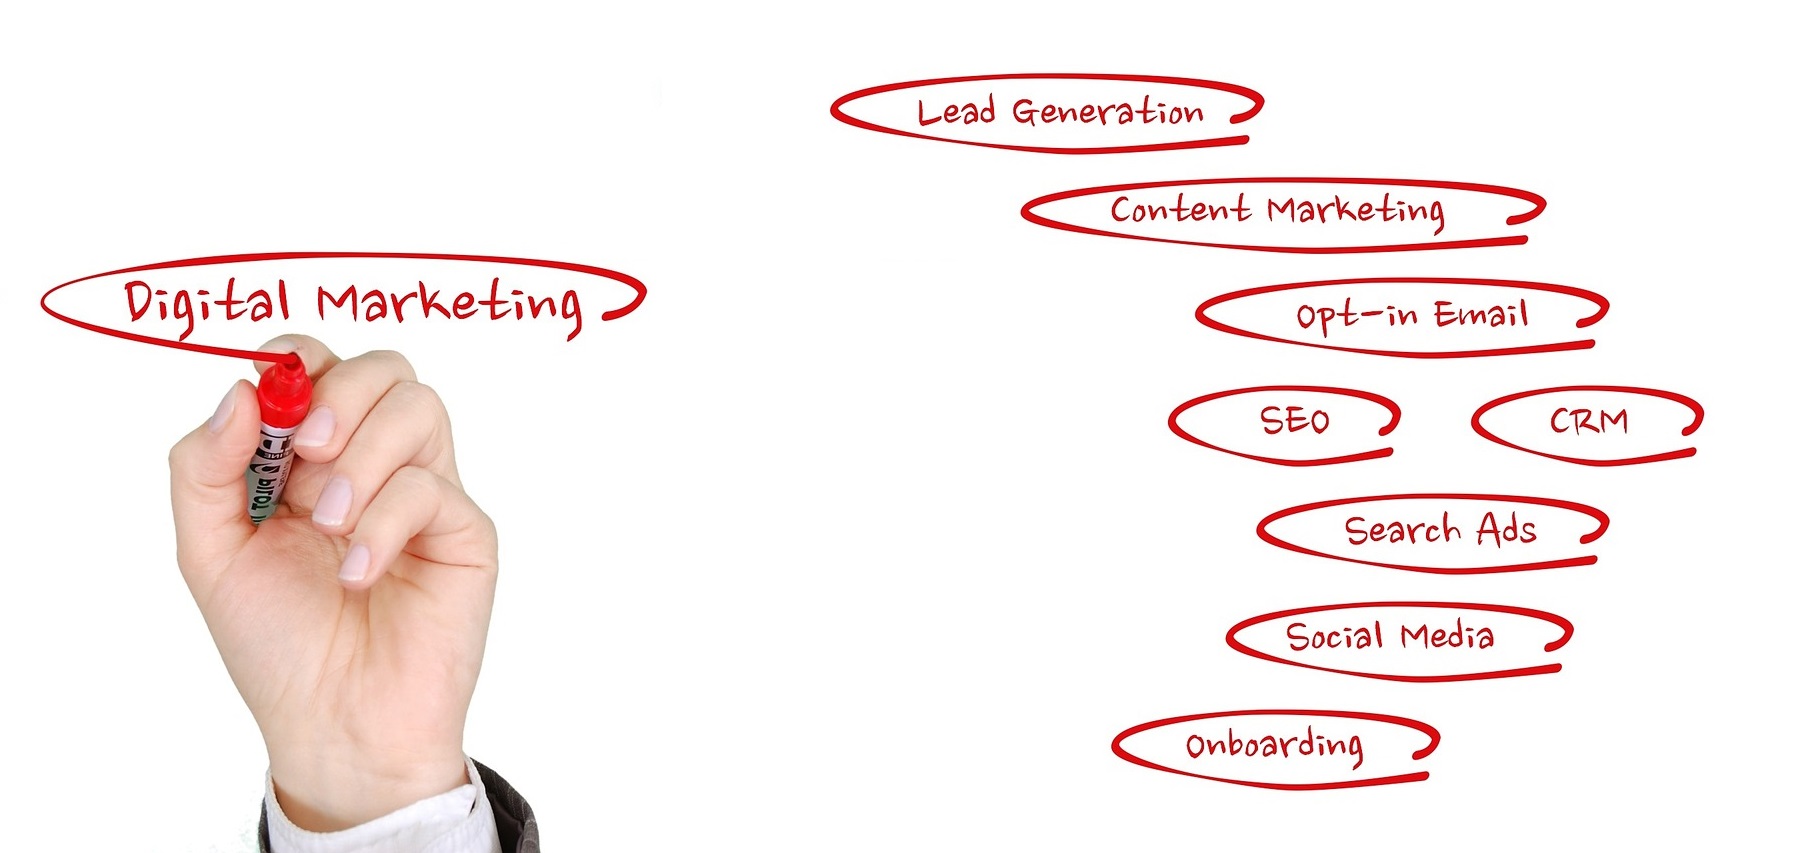 Lead Generation
Content Marketing
Digital Marketing
Opt-in Email
SEO
CRM
Search Ads
Social Media
Onboarding
PILOT